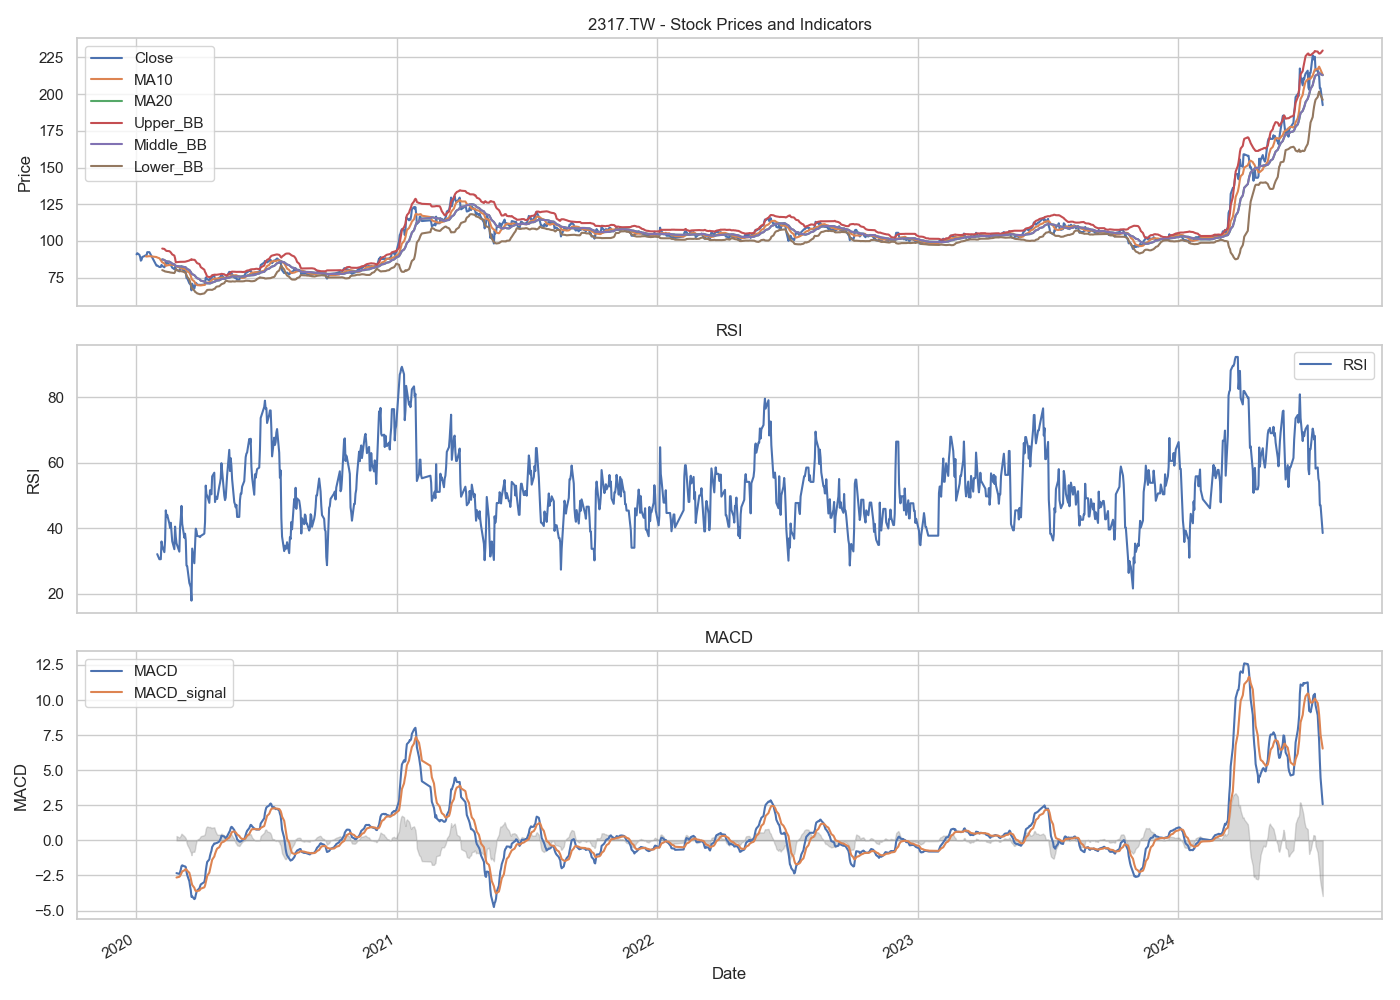 2317.TW - Stock Prices and Indicators
Price
225
200
175
150
125
100
75
Close
MA10
MA20
Upper_BB
Middle_BB
Lower_BB
RSI
RSI
80
60
40
20
RSI
MACD
MACD
12.5
10.0
7.5
5.0
2.5
0.0
−2.5
−5.0
MACD
MACD_signal
2020
2021
2022
2023
2024
Date